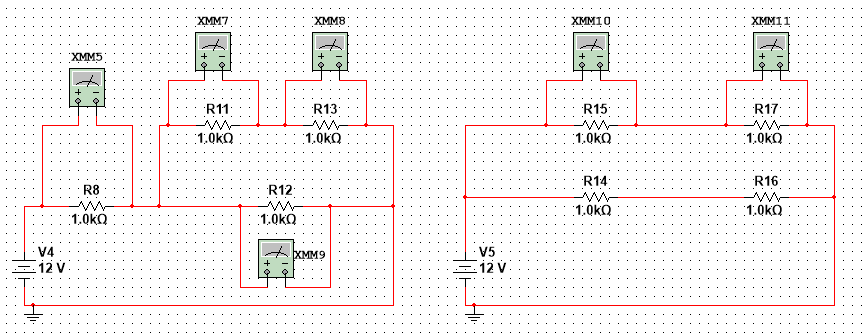 XMM7
XMM8
XMM10
XMM11
XMM5
R11
1.0kΩ
R13
1.0kΩ
R15
1.0kΩ
R17
1.0kΩ
R8
1.0kΩ
R12
1.0kΩ
R14
1.0kΩ
R16
1.0kΩ
XMM9
V4
12 V
V5
12 V